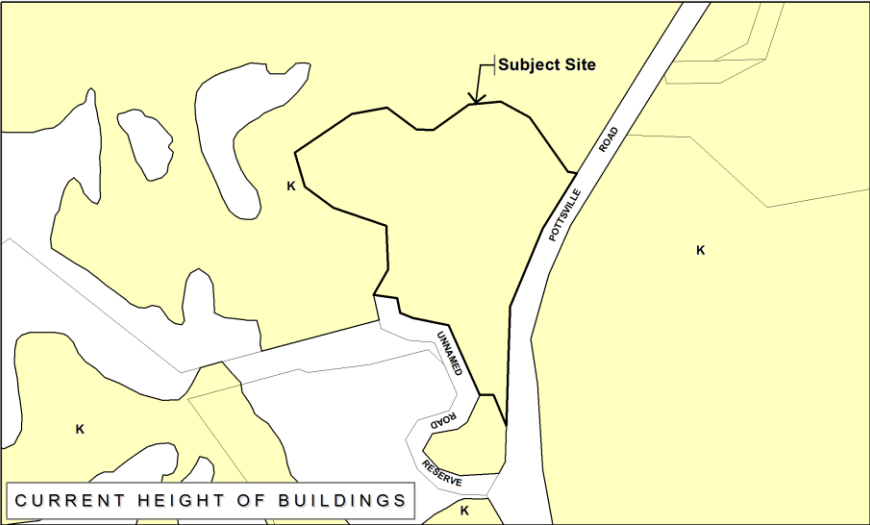 Subject Site
ROAD
POTTSVILLE
K
K
UNNAMED
ROAD
RESERVE
K
K
CURRENT HEIGHT OF BUILDINGS